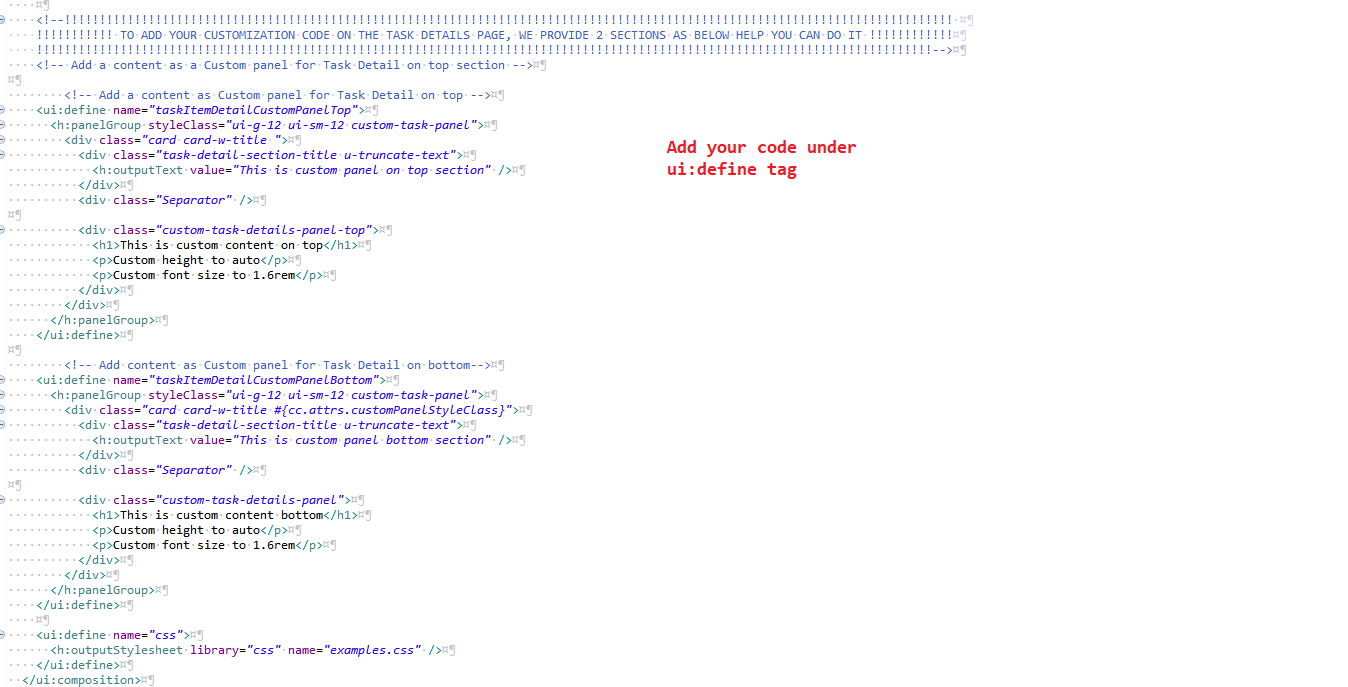 <!--!!!!!!!!!!!!!!!!!!!!!!!!!!!!!!!!!!!!!!!!!!!!!!!!!!!!!!!!!!!!!!!!!!!!!!!!!!!!!!!!!!!!!!!!!!!!!!!!!!!!!!!!!!!!!!!!!!!!!!!!!!!!!!!
!!!!!!!!!!! TO ADD YOUR CUSTOMIZATION CODE ON THE TASK DETAILS PAGE, WE PROVIDE 2 SECTIONS AS BELOW HELP YOU CAN DO IT !!!!!!!!!!!!
!!!!!!!!!!!!!!!!!!!!!!!!!!!!!!!!!!!!!!!!!!!!!!!!!!!!!!!!!!!!!!!!!!!!!!!!!!!!!!!!!!!!!!!!!!!!!!!!!!!!!!!!!!!!!!!!!!!!!!!!!!!!!!!!-->
<!-- Add a content as a Custom panel for Task Detail on top section -->
<!-- Add a content as Custom panel for Task Detail on top -->
<ui:define name="taskItemDetailCustomPanelTop">
<h:panelGroup styleClass="ui-g-12 ui-sm-12 custom-task-panel">
<div class="card card-w-title ">
<div class="task-detail-section-title u-truncate-text">
<h:outputText value="This is custom panel on top section" />
</div>
<div class="Separator" />
<div class="custom-task-details-panel-top">
<h1>This is custom content on top</h1>
<p>Custom height to auto</p>
<p>Custom font size to 1.6rem</p>
</div>
</div>
</h:panelGroup>
</ui:define>
<!-- Add content as Custom panel for Task Detail on bottom-->
<ui:define name="taskItemDetailCustomPanelBottom">
<h:panelGroup styleClass="ui-g-12 ui-sm-12 custom-task-panel">
<div class="card card-w-title #{cc.attrs.customPanelStyleClass}">
<div class="task-detail-section-title u-truncate-text">
<h:outputText value="This is custom panel bottom section" />
</div>
<div class="Separator" />
<div class="custom-task-details-panel">
<h1>This is custom content bottom</h1>
<p>Custom height to auto</p>
<p>Custom font size to 1.6rem</p>
</div>
</div>
</h:panelGroup>
</ui:define>
<ui:define name="css">
<h:outputStylesheet library="css" name="examples.css" />
</ui:define>
</ui:composition>
Add your code under
ui:define tag